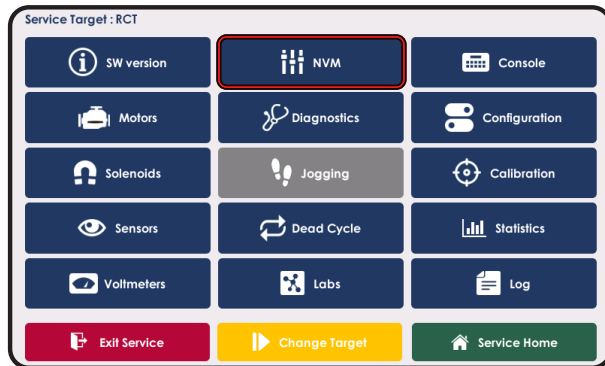 Service Target : RCT
SW version
NVM
Console
Motors
Diagnostics
Configuration
Solenoids
Jogging
Calibration
Sensors
Dead Cycle
Statistics
Voltmeters
Labs
Log
Exit Service
Change Target
Service Home